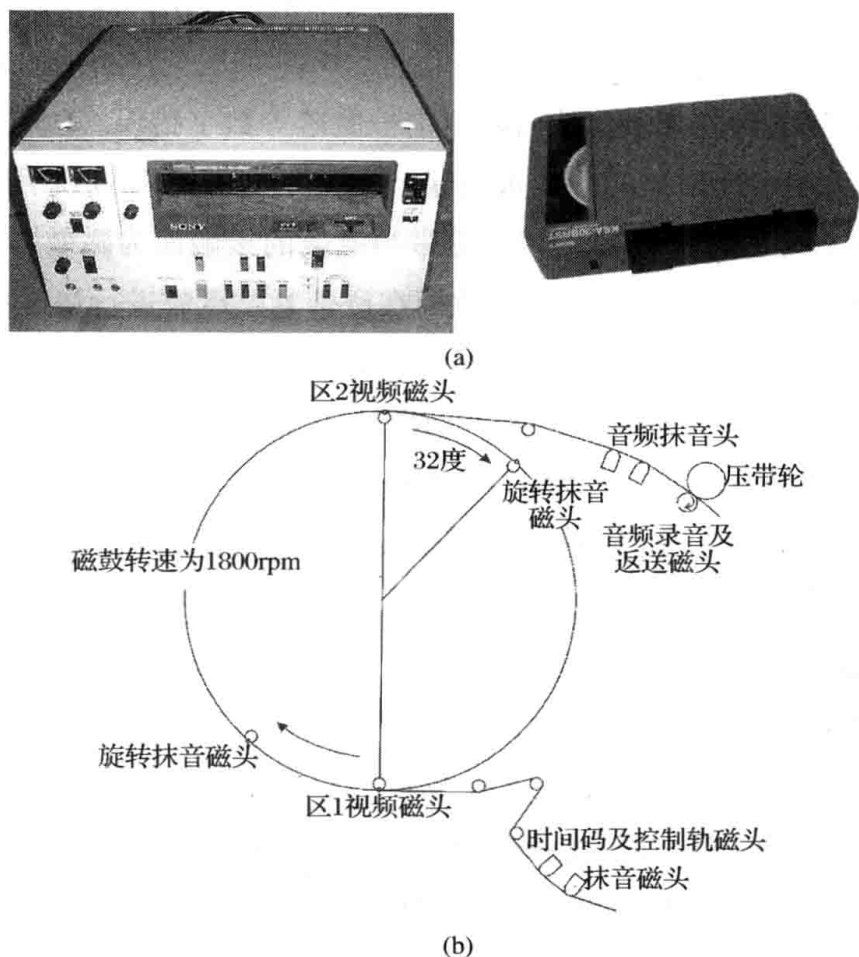 SONY
KSA-30BRST
(a)
区2视频磁头
32度
音频抹音头
压带轮
旋转抹音
磁头
音频录音及
返送磁头
磁鼓转速为1800rpm
旋转抹音磁头
区1视频磁头
时间码及控制轨磁头
抹音磁头
(b)